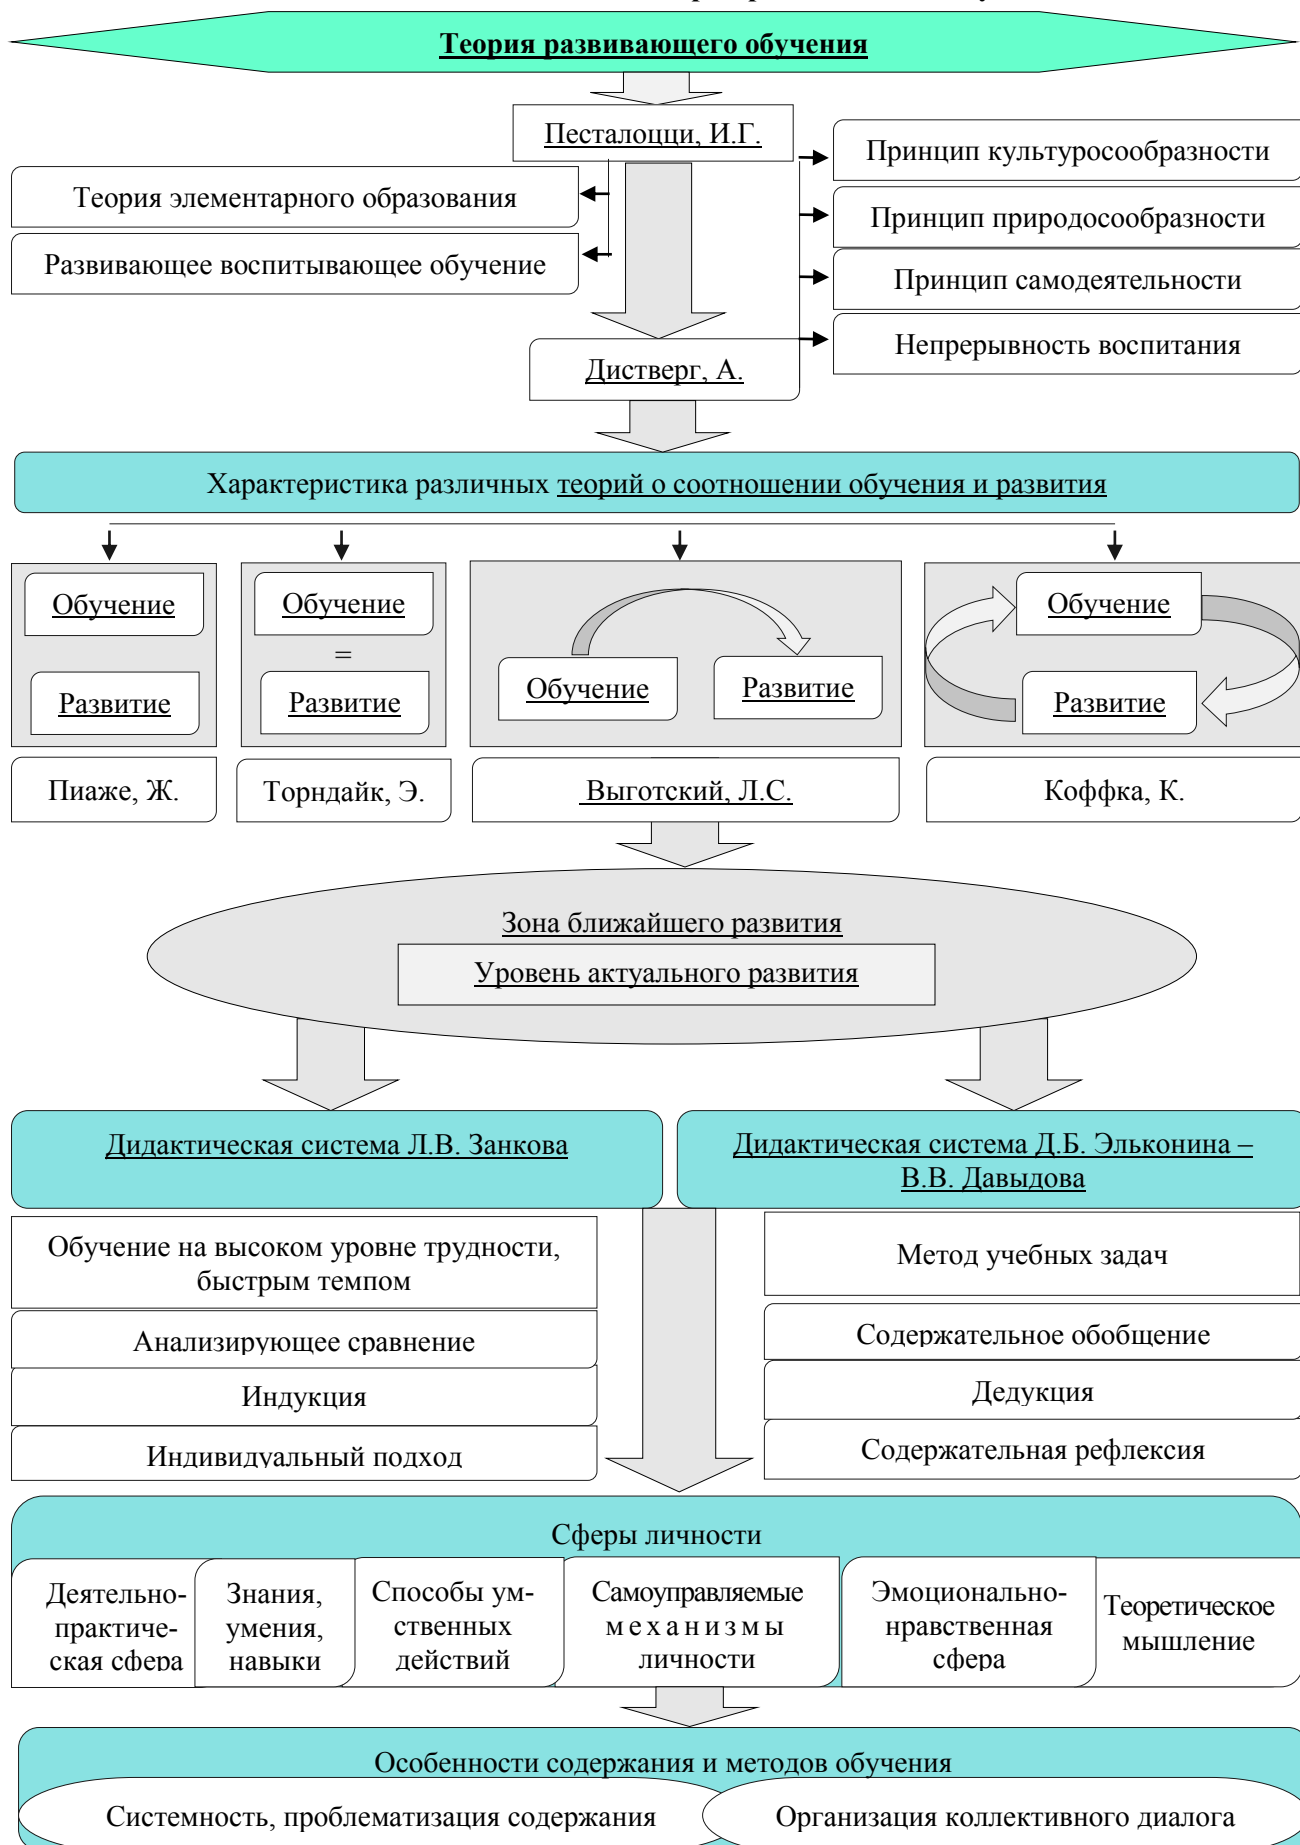 Теория развивающего обучения
Песталоцци, И.Г.
Теория элементарного образования
Развивающее воспитывающее обучение
Принцип культуросообразности
Принцип природосообразности
Принцип самодеятельности
Непрерывность воспитания
Дистверг, А.
Характеристика различных теорий о соотношении обучения и развития
Обучение
Развитие
Обучение
=
Развитие
Обучение
Развитие
Обучение
Развитие
Пиаже, Ж.
Торндайк, Э.
Выготский, Л.С.
Коффка, К.
Зона ближайшего развития
Уровень актуального развития
Дидактическая система Л.В. Занкова
Дидактическая система Д.Б. Эльконина –
В.В. Давыдова
Обучение на высоком уровне трудности,
быстрым темпом
Анализирующее сравнение
Индукция
Индивидуальный подход
Метод учебных задач
Содержательное обобщение
Дедукция
Содержательная рефлексия
Сферы личности
Деятельно-
практиче-
ская сфера
Знания,
умения,
навыки
Способы ум-
ственных
действий
Самоуправляемые
механизмы
личности
Эмоционально-
нравственная
сфера
Теоретическое
мышление
Особенности содержания и методов обучения
Системность, проблематизация содержания
Организация коллективного диалога